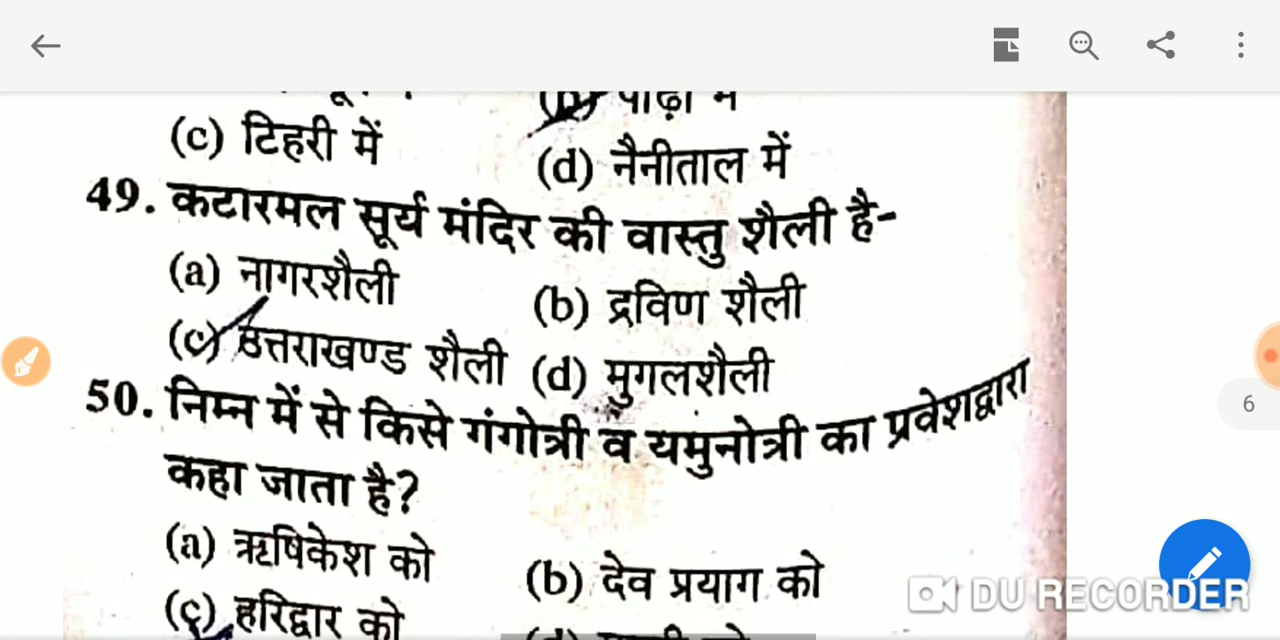 (b) पौढ़ी में
(c) टिहरी में
(d) नैनीताल में
49. कटारमल सूर्य मंदिर की वास्तु शैली है-
(a) नागरशैली
(b) द्रविण शैली
(c) उत्तराखण्ड शैली (d) मुगलशैली
50. निम्न में से किसे गंगोत्री व यमुनोत्री का प्रवेशद्वारा
कहा जाता है?
(a) ऋषिकेश को
(b) देव प्रयाग को
(c) हरिद्वार को
6
DU RECORDER